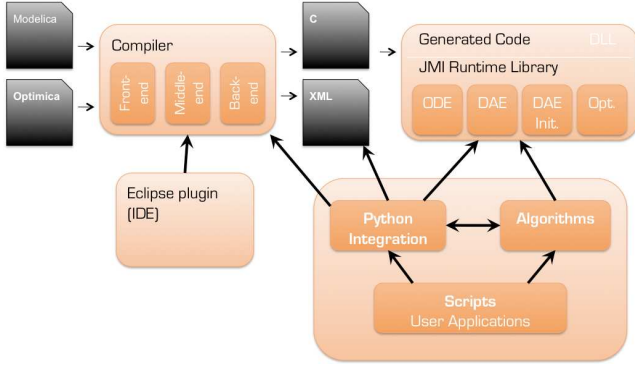 Modelica
Optimica
Compiler
Front-
end
Middle-
end
Back-
end
C
XML
Generated Code DLL
JMI Runtime Library
ODE
DAE
DAE
Init.
Opt.
Eclipse plugin
(IDE)
Python
Integration
Algorithms
Scripts
User Applications